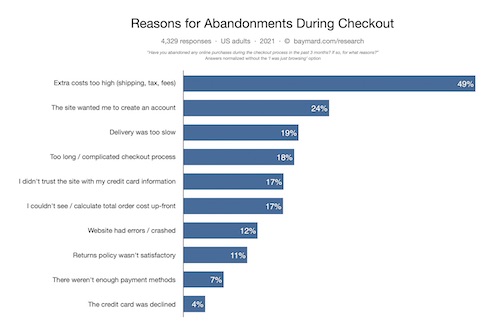 Reasons for Abandonments During Checkout
4,329 responses · US adults · 2021 · © baymard.com/research
"Have you abandoned any online purchases during the checkout process in the past 3 months? If so, for what reasons?"
Answers normalized without the 'I was just browsing' option
Extra costs too high (shipping, tax, fees) 49%
The site wanted me to create an account 24%
Delivery was too slow 19%
Too long / complicated checkout process 18%
I didn't trust the site with my credit card information 17%
I couldn't see / calculate total order cost up-front 17%
Website had errors / crashed 12%
Returns policy wasn't satisfactory 11%
There weren't enough payment methods 7%
The credit card was declined 4%